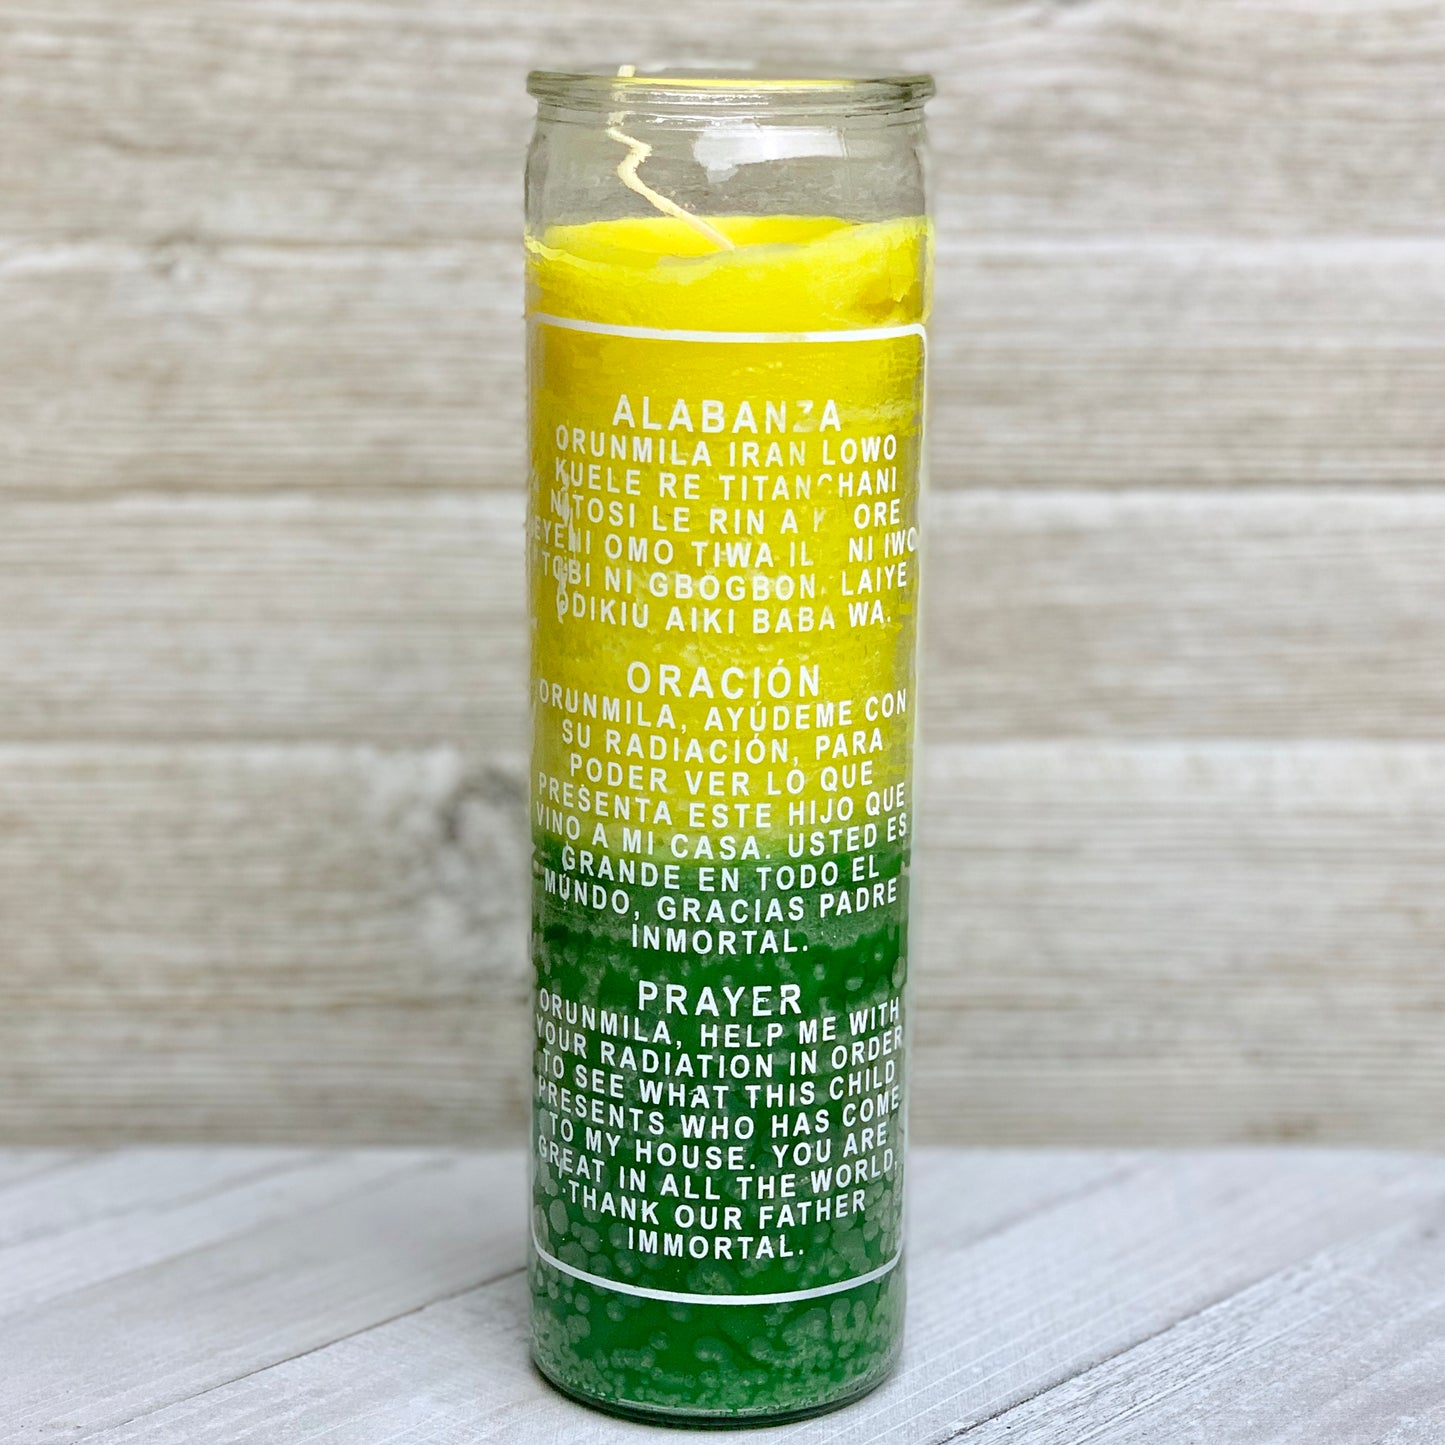 ALABANZA
ORUNMILA IRAN LOWO
KUELE RE TITANCHANI
NITOSI LE RIN A ORE
OMO TIWA NI IWO
TOBI NI GBOGBON LAIYE
ODIKIU AIKI BABA WA.
ORACIÓN
ORUNMILA, AYÚDEME CON
SU RADIACIÓN, PARA
PODER VER LO QUE
PRESENTA ESTE HIJO QUE
VINO A MI CASA. USTED ES
GRANDE EN TODO EL
MUNDO, GRACIAS PADRE
INMORTAL.
PRAYER
ORUNMILA, HELP ME WITH
YOUR RADIATION IN ORDER
TO SEE WHAT THIS CHILD
PRESENTS WHO HAS COME
TO MY HOUSE. YOU ARE
GREAT IN ALL THE WORLD,
THANK OUR FATHER
IMMORTAL.